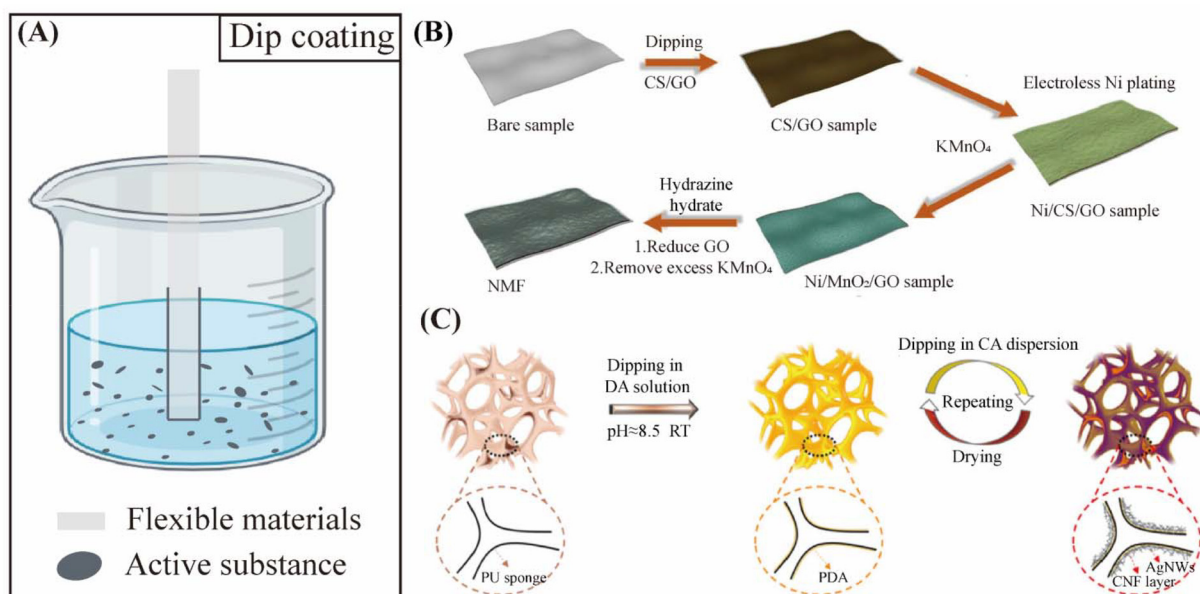 (A)
Dip coating
Flexible materials
Active substance
(B)
Dipping
CS/GO
Bare sample
CS/GO sample
Electroless Ni plating
KMnO₄
Ni/CS/GO sample
Hydrazine
hydrate
1.Reduce GO
2.Remove excess KMnO₄
NMF
Ni/MnO₂/GO sample
(C)
Dipping in
DA solution
pH≈8.5 RT
Dipping in CA dispersion
Repeating
Drying
PU sponge
PDA
AgNWs
CNF layer